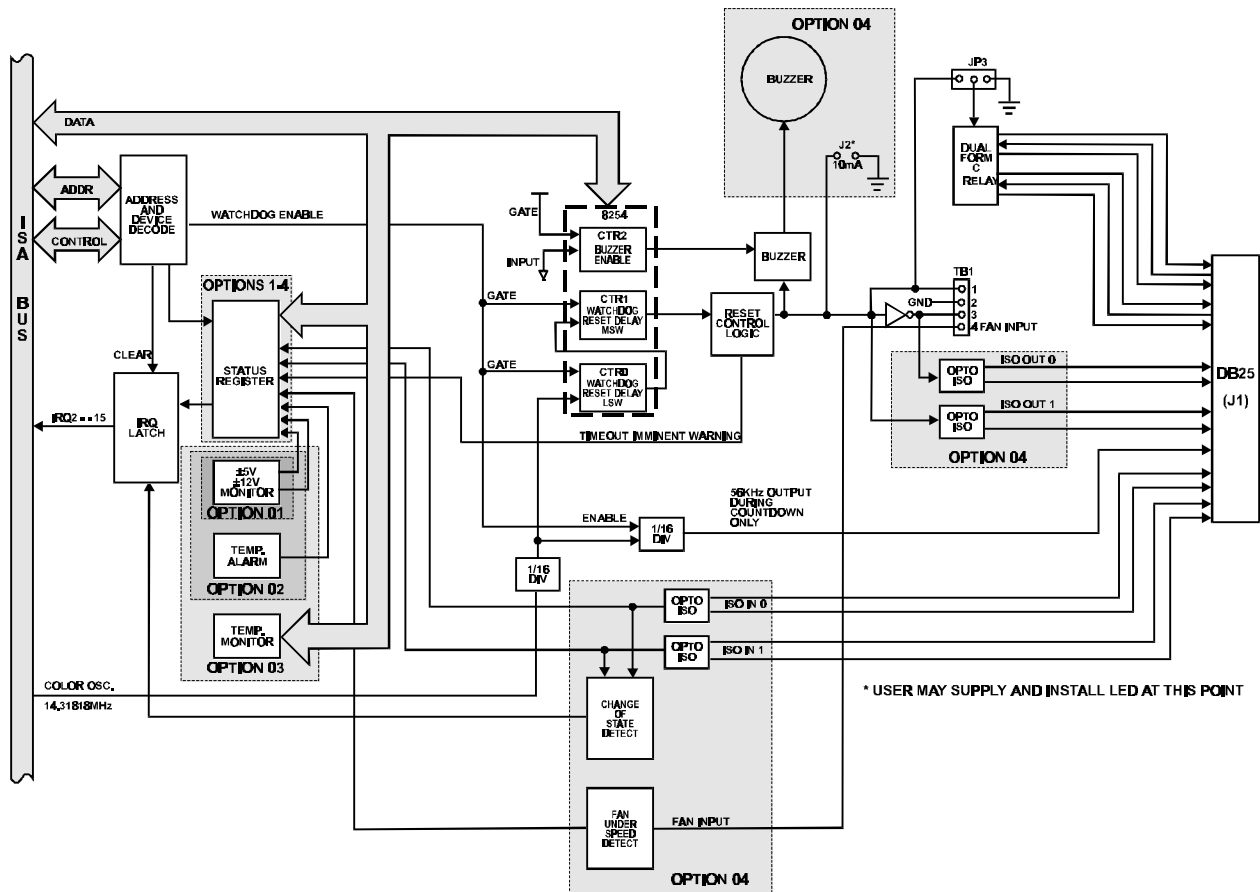 OPTION 04
BUZZER
JP3
J2*
10mA
DUAL
FORM
C
RELAY
ISA BUS
DATA
ADDR
CONTROL
ADDRESS
AND
DEVICE
DECODE
WATCHDOG ENABLE
GATE
INPUT
8254
CTR2
BUZZER
ENABLE
BUZZER
OPTIONS 1-4
GATE
CTR1
WATCHDOG
RESET DELAY
MSW
RESET
CONTROL
LOGIC
TB1
1
GND
2
3
4 FAN INPUT
CLEAR
STATUS
REGISTER
GATE
CTR0
WATCHDOG
RESET DELAY
LSW
OPTO
ISO
ISO OUT 0
DB25
(J1)
IRQ2--15
IRQ
LATCH
OPTO
ISO
ISO OUT 1
TIMEOUT IMMINENT WARNING
OPTION 04
±5V
±12V
MONITOR
OPTION 01
56KHz OUTPUT
DURING
COUNTDOWN
ONLY
ENABLE
1/16
DIV
TEMP.
ALARM
OPTION 02
1/16
DIV
OPTO
ISO
ISO IN 0
TEMP.
MONITOR
OPTION 03
OPTO
ISO
ISO IN 1
COLOR OSC.
14.31818MHz
* USER MAY SUPPLY AND INSTALL LED AT THIS POINT
CHANGE
OF
STATE
DETECT
FAN
UNDER
SPEED
DETECT
FAN INPUT
OPTION 04